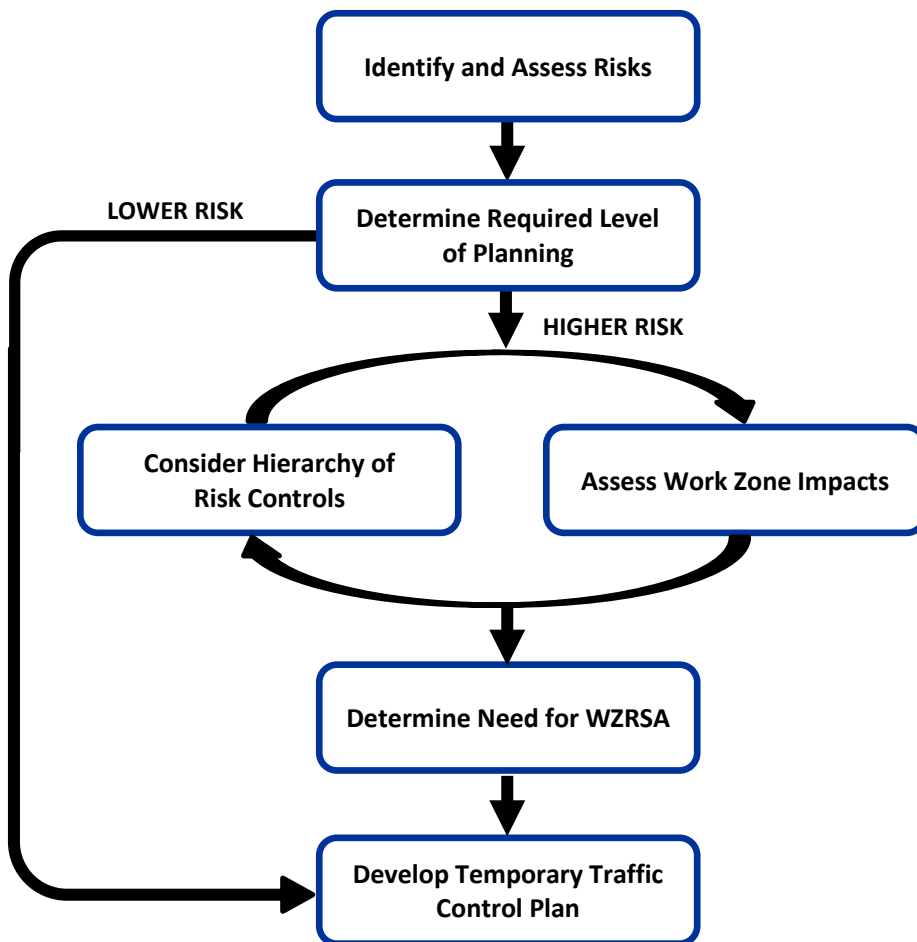 Identify and Assess Risks
LOWER RISK
Determine Required Level
of Planning
HIGHER RISK
Consider Hierarchy of
Risk Controls
Assess Work Zone Impacts
Determine Need for WZRSA
Develop Temporary Traffic
Control Plan